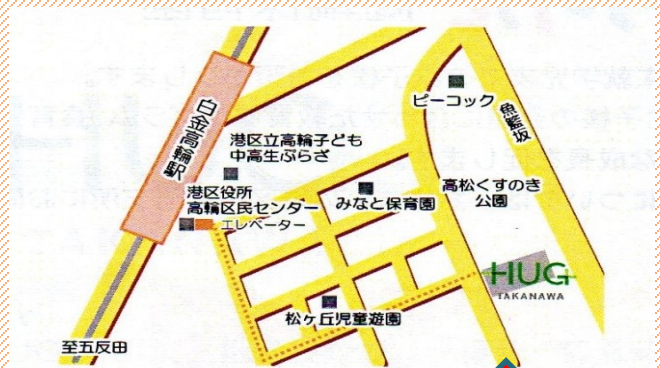 白金高輪駅
港区立高輪子ども
中高生ぷらざ
港区役所
高輪区民センター
エレベーター
みなと保育園
ピーコック
魚籃坂
高松くすのき
公園
HUG
TAKANAWA
松ヶ丘児童遊園
至五反田